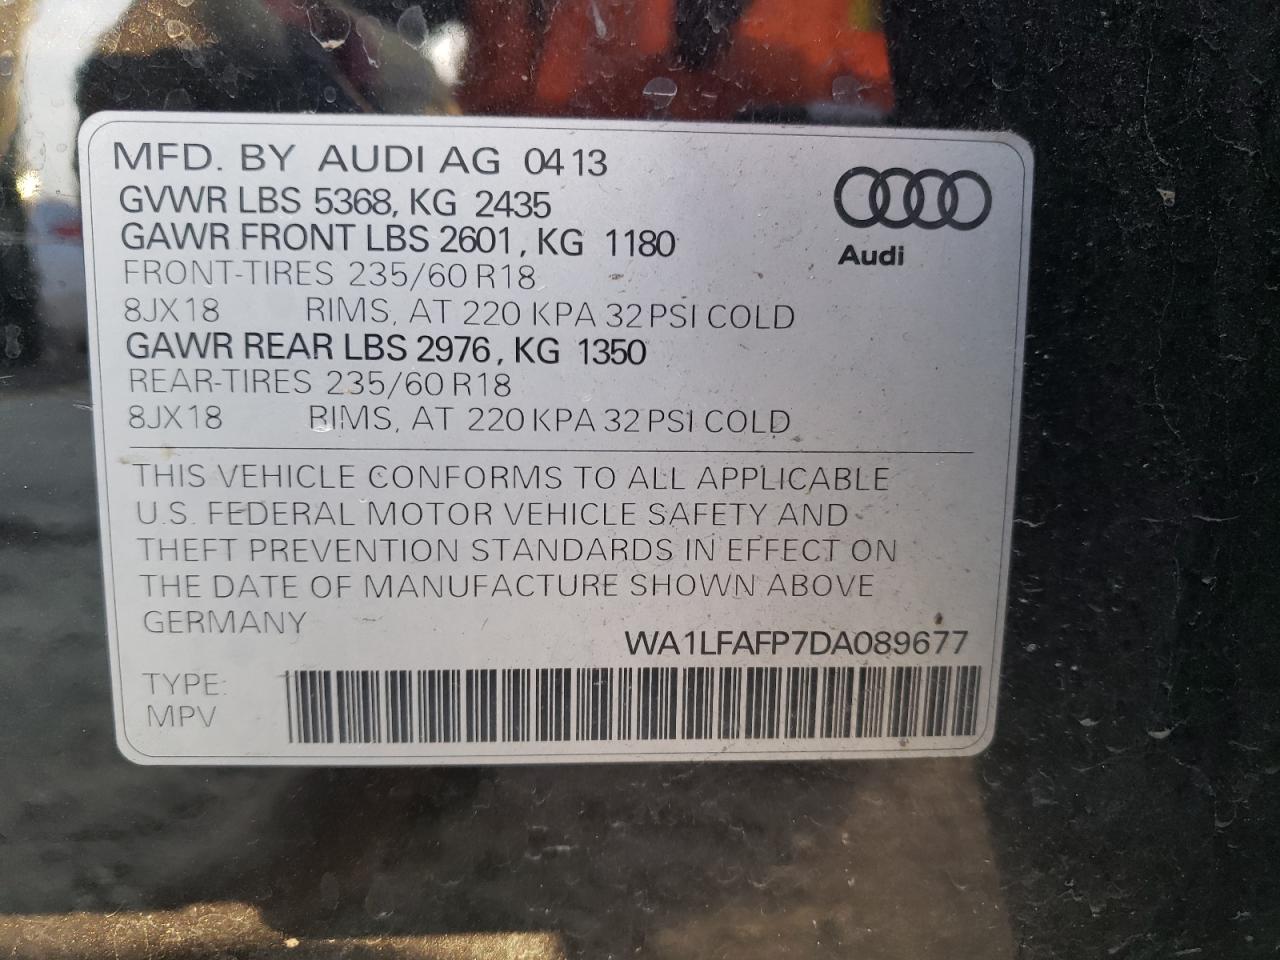 MFD. BY AUDI AG 04 13
GVWR LBS 5368, KG 2435
GAWR FRONT LBS 2601, KG 1180
FRONT-TIRES 235/60 R18
8JX18 RIMS, AT 220 KPA 32 PSI COLD
GAWR REAR LBS 2976, KG 1350
REAR-TIRES 235/60 R18
8JX18 RIMS, AT 220 KPA 32 PSI COLD
Audi
THIS VEHICLE CONFORMS TO ALL APPLICABLE
U.S. FEDERAL MOTOR VEHICLE SAFETY AND
THEFT PREVENTION STANDARDS IN EFFECT ON
THE DATE OF MANUFACTURE SHOWN ABOVE
GERMANY
WA1LFAFP7DA089677
TYPE:
MPV